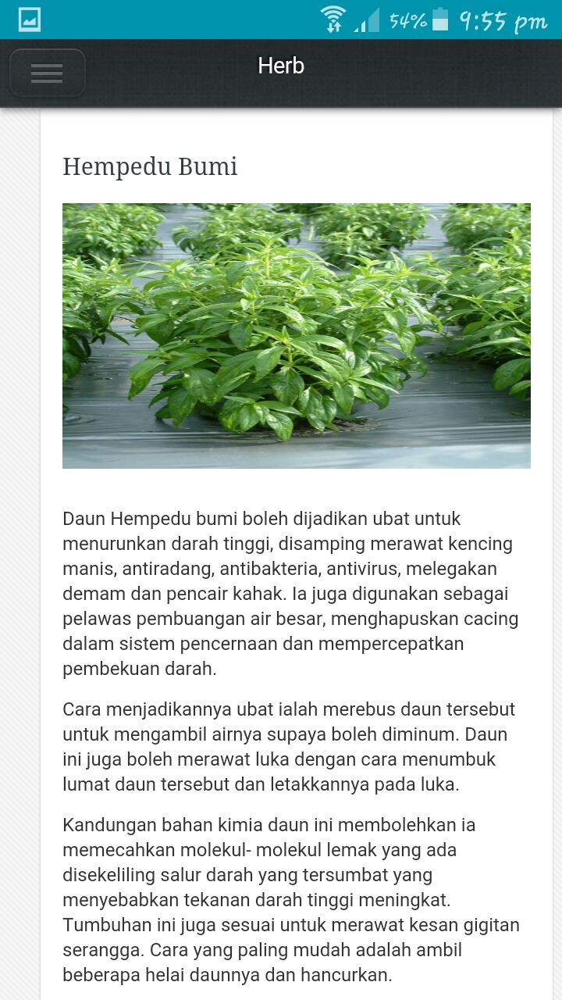 54% 9:55 pm
Herb
Hempedu Bumi
Daun Hempedu bumi boleh dijadikan ubat untuk
menurunkan darah tinggi, disamping merawat kencing
manis, antiradang, antibakteria, antivirus, melegakan
demam dan pencair kahak. Ia juga digunakan sebagai
pelawas pembuangan air besar, menghapuskan cacing
dalam sistem pencernaan dan mempercepatkan
pembekuan darah.
Cara menjadikannya ubat ialah merebus daun tersebut
untuk mengambil airnya supaya boleh diminum. Daun
ini juga boleh merawat luka dengan cara menumbuk
lumat daun tersebut dan letakkannya pada luka.
Kandungan bahan kimia daun ini membolehkan ia
memecahkan molekul- molekul lemak yang ada
disekeliling salur darah yang tersumbat yang
menyebabkan tekanan darah tinggi meningkat.
Tumbuhan ini juga sesuai untuk merawat kesan gigitan
serangga. Cara yang paling mudah adalah ambil
beberapa helai daunnya dan hancurkan.